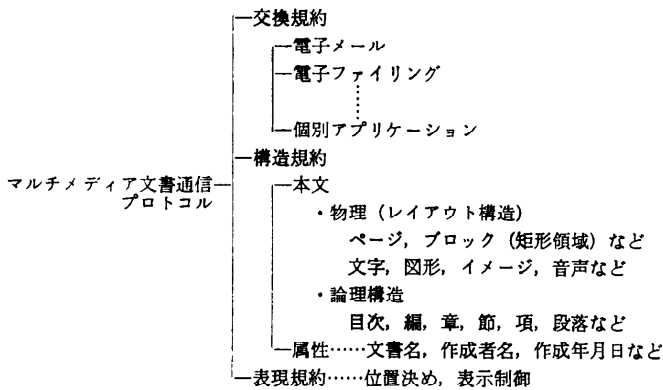 交換規約
電子メール
電子ファイリング
個別アプリケーション
構造規約
マルチメディア文書通信
プロトコル
本文
・物理（レイアウト構造）
ページ，ブロック（矩形領域）など
文字，図形，イメージ，音声など
・論理構造
目次，編，章，節，項，段落など
属性……文書名，作成者名，作成年月日など
表現規約……位置決め，表示制御